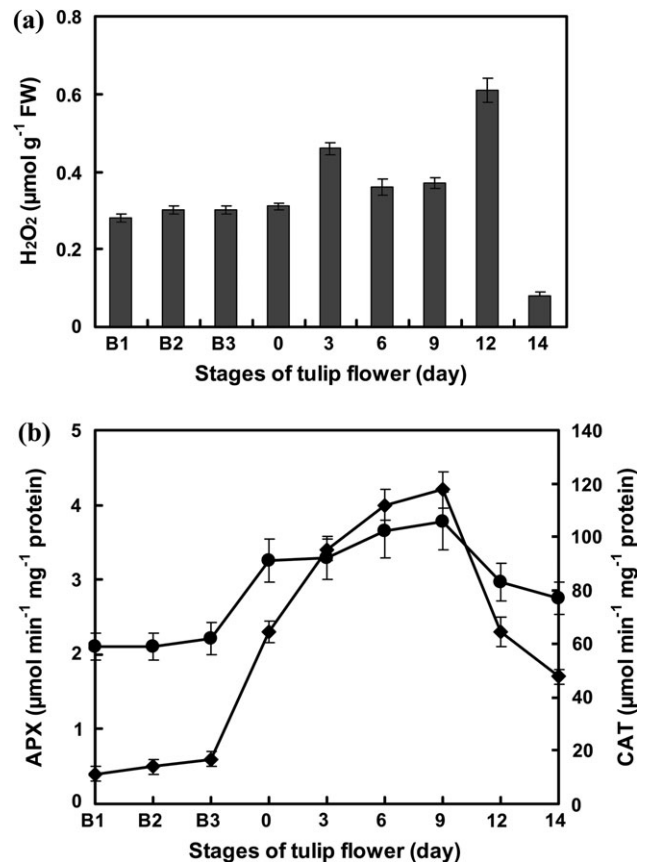 (a)
H₂O₂ (µmol g⁻¹ FW)
0.8
0.6
0.4
0.2
0
B1 B2 B3 0 3 6 9 12 14
Stages of tulip flower (day)
(b)
APX (µmol min⁻¹ mg⁻¹ protein)
5
4
3
2
1
0
140
120
100
80
60
40
20
0
CAT (µmol min⁻¹ mg⁻¹ protein)
B1 B2 B3 0 3 6 9 12 14
Stages of tulip flower (day)